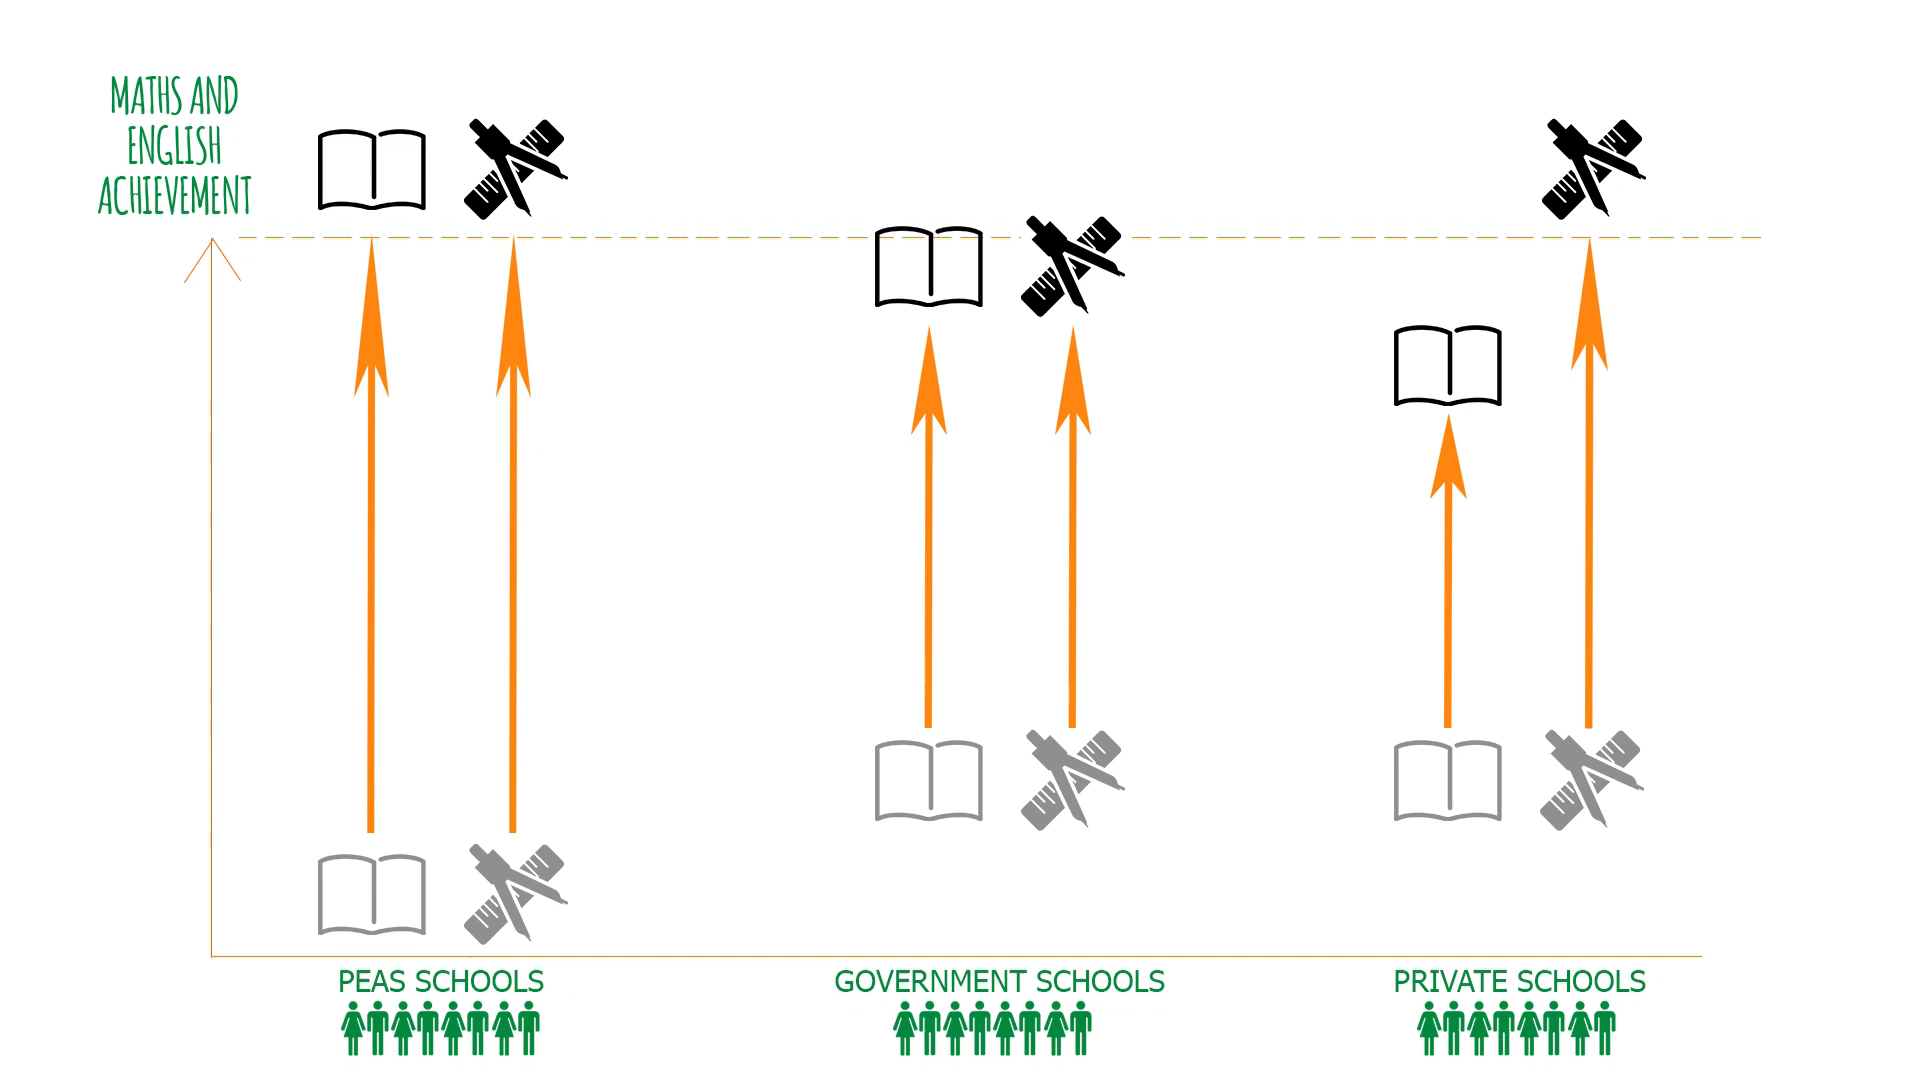 MATHS AND
ENGLISH
ACHIEVEMENT
PEAS SCHOOLS
GOVERNMENT SCHOOLS
PRIVATE SCHOOLS